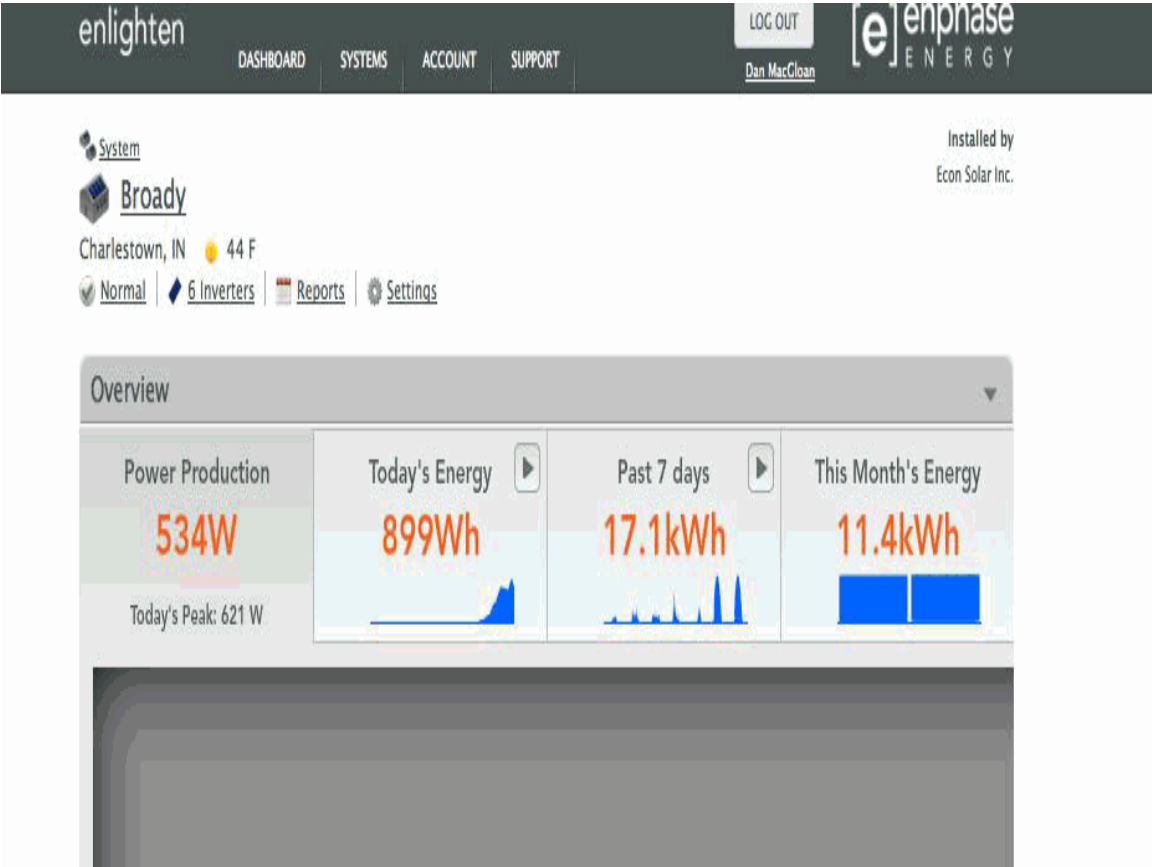 enlighten
DASHBOARD SYSTEMS ACCOUNT SUPPORT
LOG OUT
Dan MacGloan
[e] enphase
ENERGY
System
Broady
Charlestown, IN 44 F
Normal 6 Inverters Reports Settings
Installed by
Econ Solar Inc.
Overview
Power Production
534W
Today's Peak: 621 W
Today's Energy
899Wh
Past 7 days
17.1kWh
This Month's Energy
11.4kWh